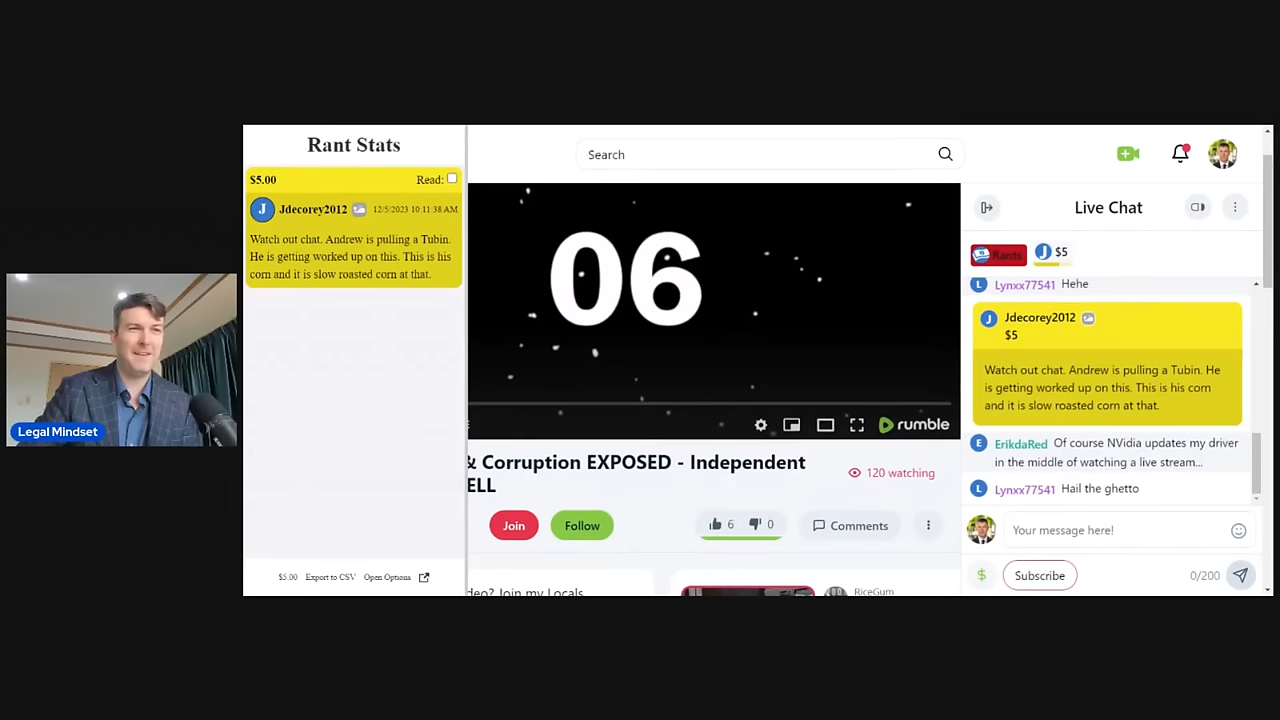 Rant Stats
$5.00
Read:
J
Jdecorey2012
12/5/2023 10:11:38 AM
Watch out chat. Andrew is pulling a Tubin.
He is getting worked up on this. This is his
corn and it is slow roasted corn at that.
$5.00 Export to CSV Open Options
Legal Mindset
Search
06
rumble
& Corruption EXPOSED - Independent
ELL
120 watching
Join
Follow
6
0
Comments
deo? Join my Locals
RiceGum
Live Chat
Rants
J
$5
L
Lynxx77541 Hehe
J
Jdecorey2012
$5
Watch out chat. Andrew is pulling a Tubin. He
is getting worked up on this. This is his corn
and it is slow roasted corn at that.
E
ErikdaRed Of course NVidia updates my driver
in the middle of watching a live stream...
L
Lynxx77541 Hail the ghetto
Your message here!
$
Subscribe
0/200